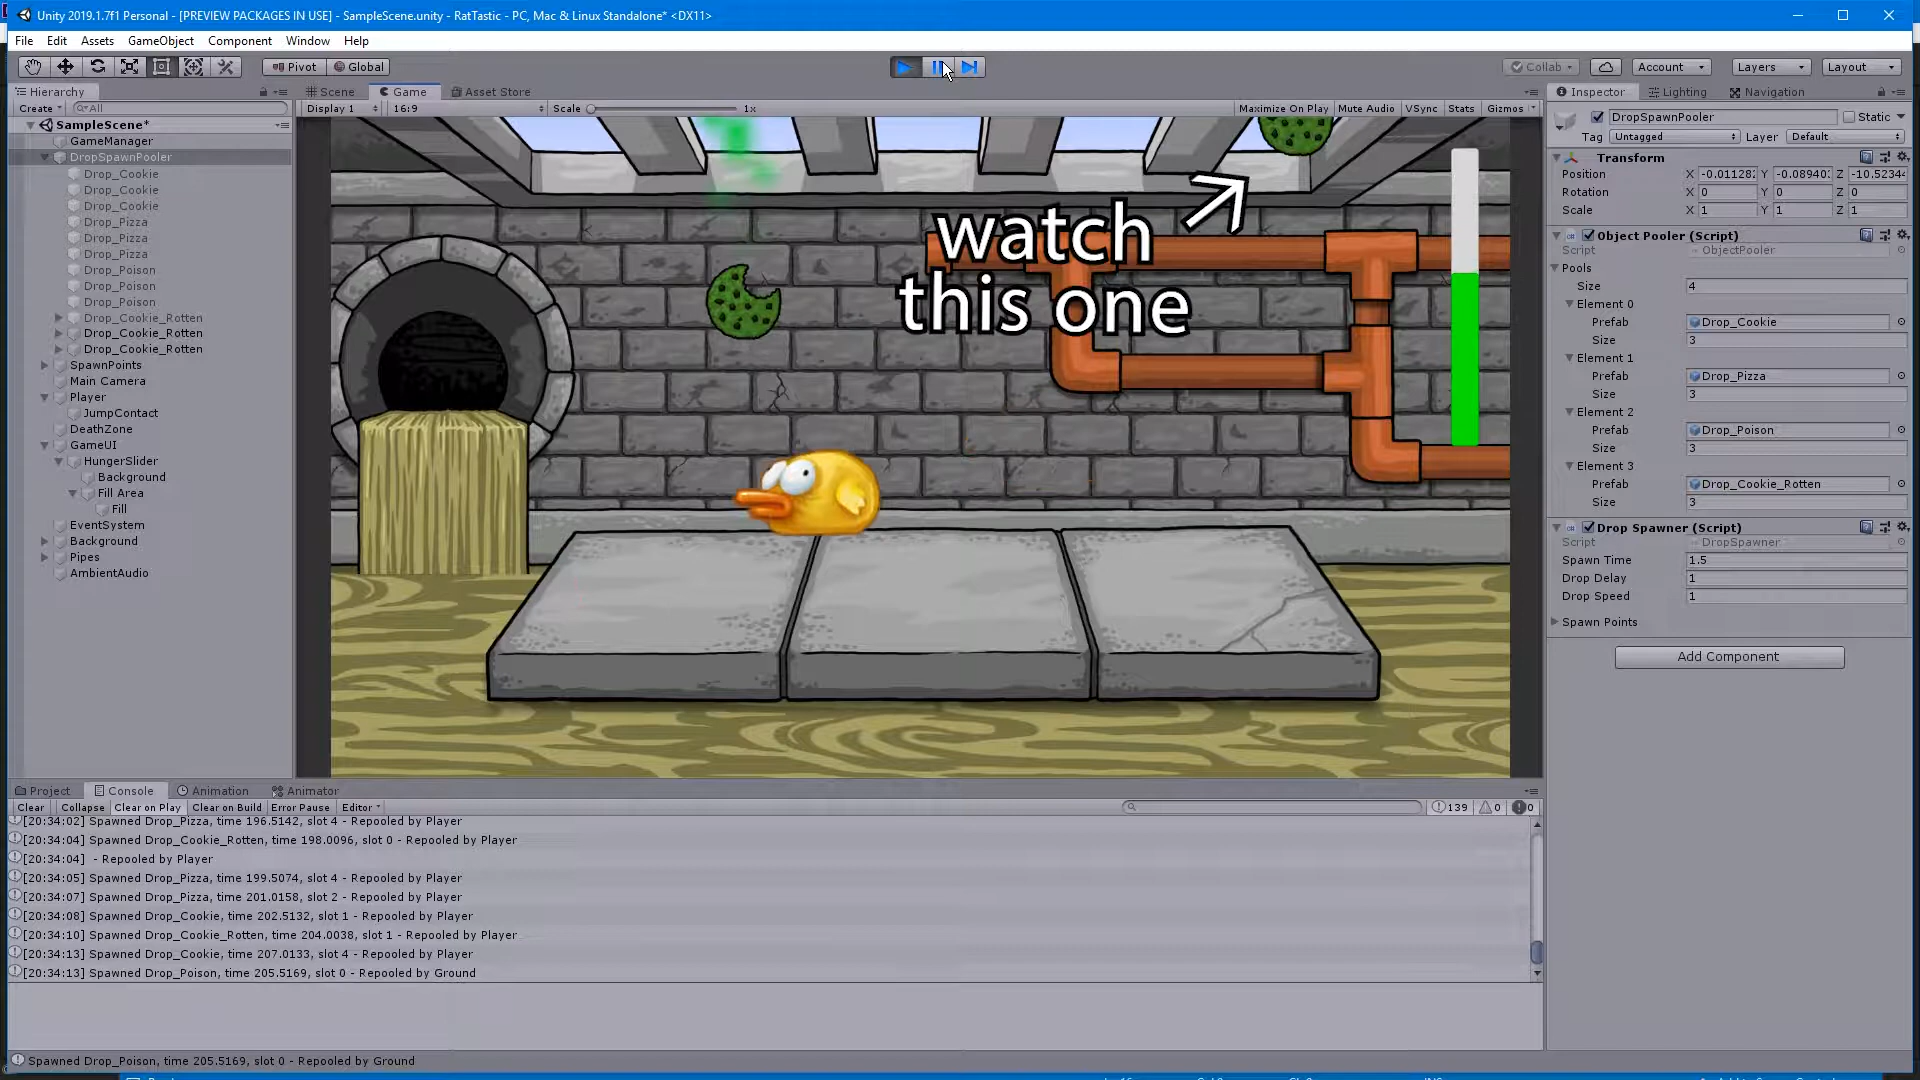 Unity 2019.1.7f1 Personal - [PREVIEW PACKAGES IN USE] - SampleScene.unity - RatTastic - PC, Mac & Linux Standalone* <DX11>
File Edit Assets GameObject Component Window Help
Pivot Global Collab Account Layers Layout
Hierarchy Scene Game Asset Store Inspector Lighting Navigation
Create All Display 1 16:9 Scale 1x Maximize On Play Mute Audio VSync Stats Gizmos
SampleScene*
GameManager
DropSpawnPooler
Drop_Cookie
Drop_Cookie
Drop_Cookie
Drop_Pizza
Drop_Pizza
Drop_Pizza
Drop_Poison
Drop_Poison
Drop_Poison
Drop_Cookie_Rotten
Drop_Cookie_Rotten
Drop_Cookie_Rotten
SpawnPoints
Main Camera
Player
JumpContact
DeathZone
GameUI
HungerSlider
Background
Fill Area
Fill
EventSystem
Background
Pipes
AmbientAudio
watch
this one
DropSpawnPooler Static
Tag Untagged Layer Default
Transform
Position X -0.01128 Y -0.0894 Z -10.5234
Rotation X 0 Y 0 Z 0
Scale X 1 Y 1 Z 1
Object Pooler (Script)
Script ObjectPooler
Pools
Size 4
Element 0
Prefab Drop_Cookie
Size 3
Element 1
Prefab Drop_Pizza
Size 3
Element 2
Prefab Drop_Poison
Size 3
Element 3
Prefab Drop_Cookie_Rotten
Size 3
Drop Spawner (Script)
Script DropSpawner
Spawn Time 1.5
Drop Delay 1
Drop Speed 1
Spawn Points
Add Component
Project Console Animation Animator
Clear Collapse Clear on Play Clear on Build Error Pause Editor 139 0 0
[20:34:02] Spawned Drop_Pizza, time 196.5142, slot 4 - Repooled by Player
[20:34:04] Spawned Drop_Cookie_Rotten, time 198.0096, slot 0 - Repooled by Player
[20:34:04] - Repooled by Player
[20:34:05] Spawned Drop_Pizza, time 199.5074, slot 4 - Repooled by Player
[20:34:07] Spawned Drop_Pizza, time 201.0158, slot 2 - Repooled by Player
[20:34:08] Spawned Drop_Cookie, time 202.5132, slot 1 - Repooled by Player
[20:34:10] Spawned Drop_Cookie_Rotten, time 204.0038, slot 1 - Repooled by Player
[20:34:13] Spawned Drop_Cookie, time 207.0133, slot 4 - Repooled by Player
[20:34:13] Spawned Drop_Poison, time 205.5169, slot 0 - Repooled by Ground
Spawned Drop_Poison, time 205.5169, slot 0 - Repooled by Ground